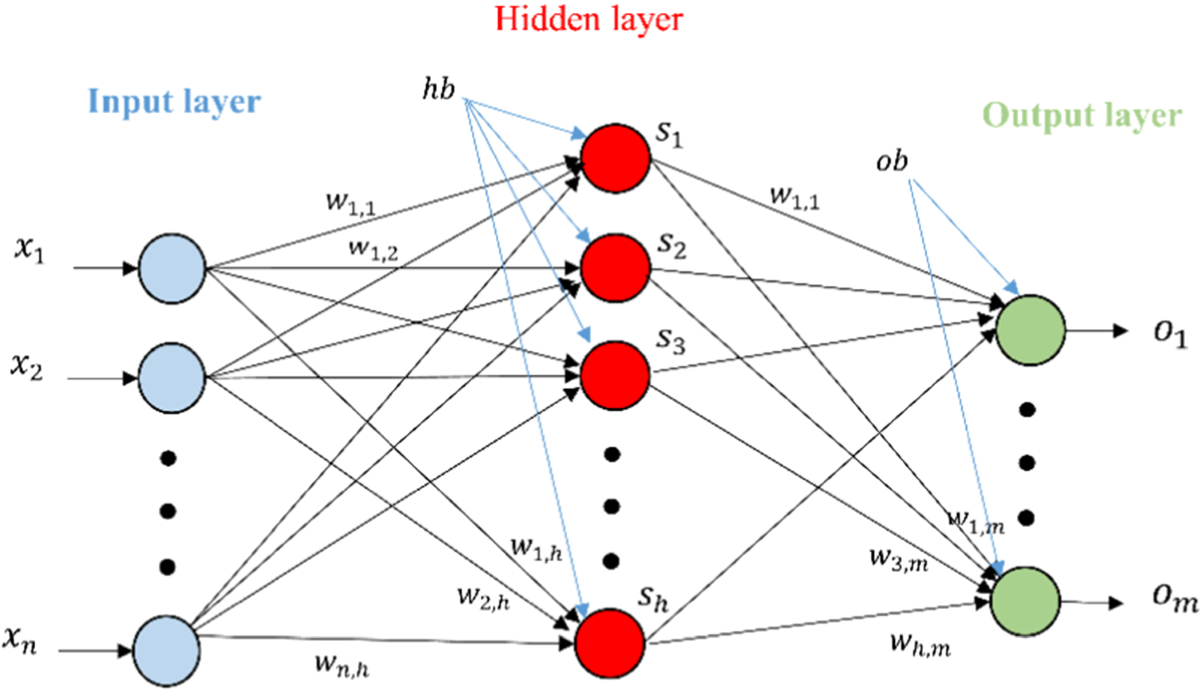 Hidden layer
Input layer
hb
Output layer
s1
ob
w1,1
w1,1
x1
w1,2
s2
s3
o1
x2
w1,m
w1,h
w3,m
w2,h
sh
om
xn
wn,h
wh,m